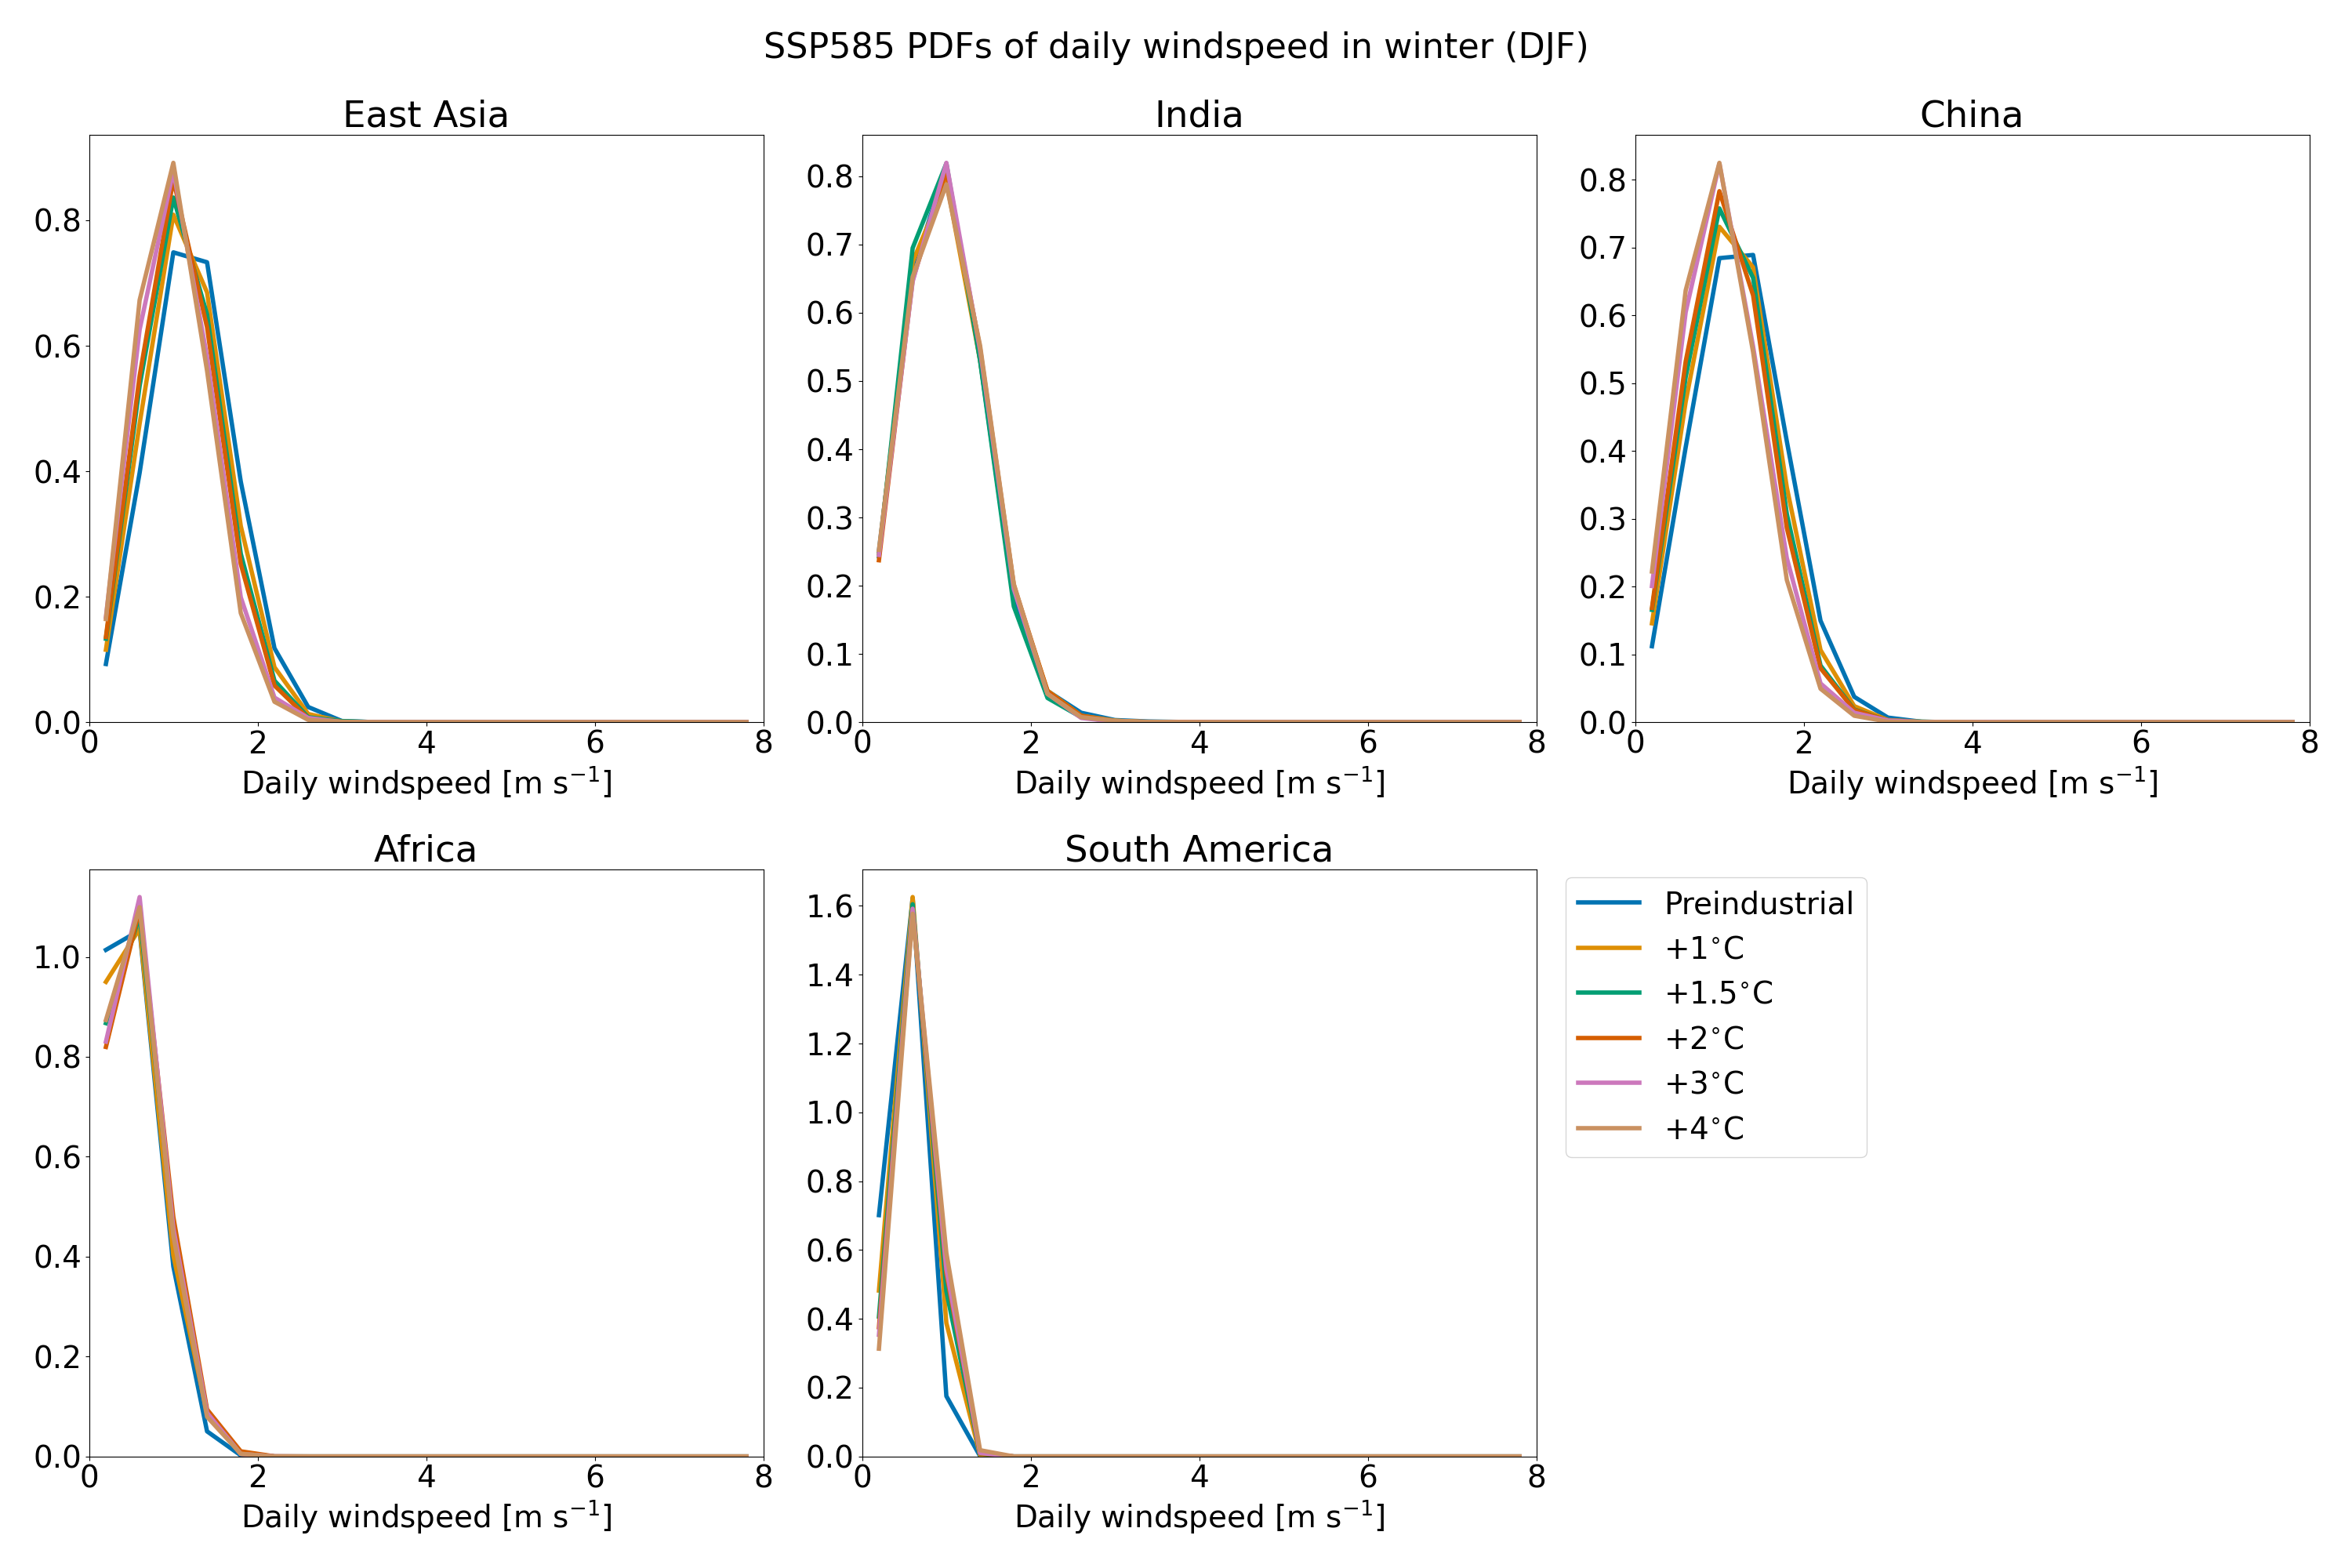 SSP585 PDFs of daily windspeed in winter (DJF)
East Asia
0.8
0.6
0.4
0.2
0.0
0 2 4 6 8
Daily windspeed [m s⁻¹]
India
0.8
0.7
0.6
0.5
0.4
0.3
0.2
0.1
0.0
0 2 4 6 8
Daily windspeed [m s⁻¹]
China
0.8
0.7
0.6
0.5
0.4
0.3
0.2
0.1
0.0
0 2 4 6 8
Daily windspeed [m s⁻¹]
Africa
1.0
0.8
0.6
0.4
0.2
0.0
0 2 4 6 8
Daily windspeed [m s⁻¹]
South America
1.6
1.4
1.2
1.0
0.8
0.6
0.4
0.2
0.0
0 2 4 6 8
Daily windspeed [m s⁻¹]
Preindustrial
+1°C
+1.5°C
+2°C
+3°C
+4°C